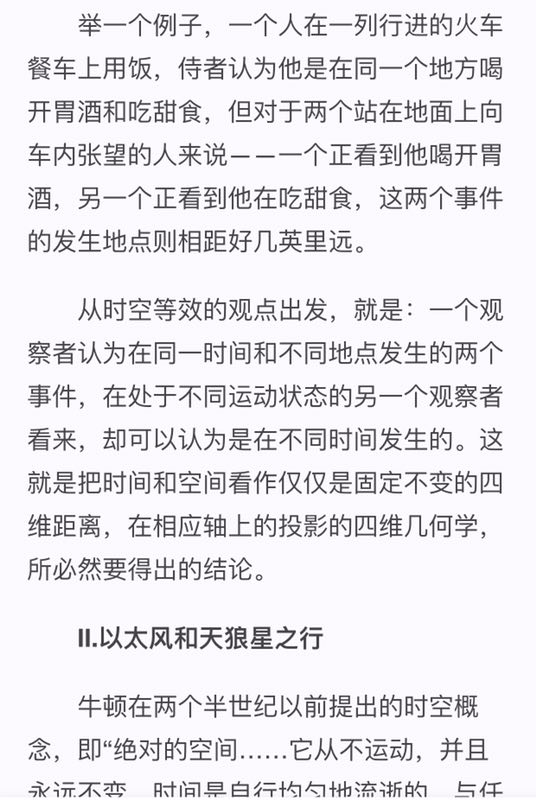 举一个例子，一个人在一列行进的火车
餐车上用饭，侍者认为他是在同一个地方喝
开胃酒和吃甜食，但对于两个站在地面上向
车内张望的人来说——一个正看到他喝开胃
酒，另一个正看到他在吃甜食，这两个事件
的发生地点则相距好几英里远。
从时空等效的观点出发，就是：一个观
察者认为在同一时间和不同地点发生的两个
事件，在处于不同运动状态的另一个观察者
看来，却可以认为是在不同时间发生的。这
就是把时间和空间看作仅仅是固定不变的四
维距离，在相应轴上的投影的四维几何学，
所必然要得出的结论。
II.以太风和天狼星之行
牛顿在两个半世纪以前提出的时空概
念，即“绝对的空间……它从不运动，并且
永远不变，时间是自行均匀地流逝的，与任